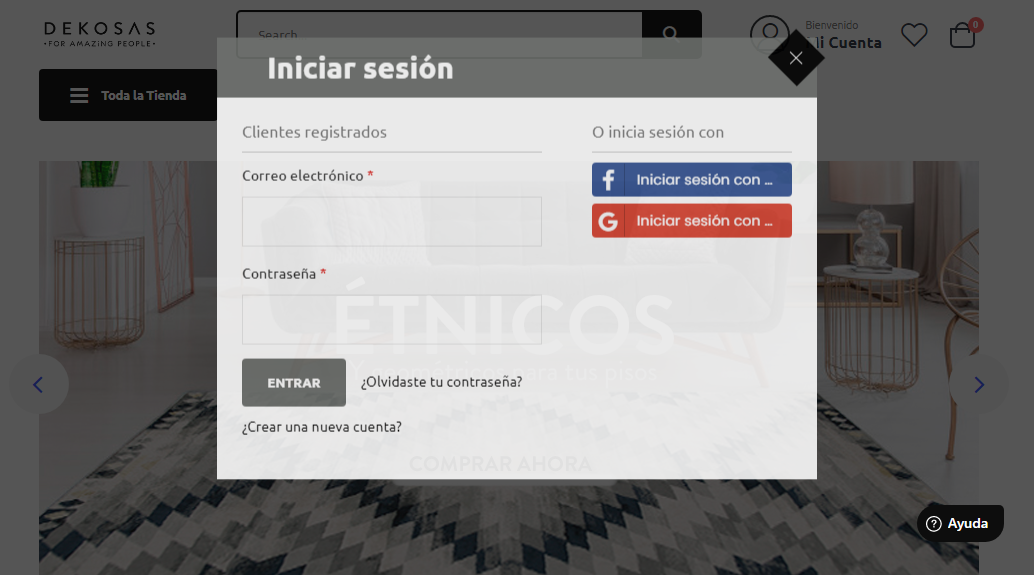 DEKOSAS
•FOR AMAZING PEOPLE•
Search
Bienvenido
Mi Cuenta
0
Toda la Tienda
Iniciar sesión
Clientes registrados
Correo electrónico *
Contraseña *
ENTRAR
¿Olvidaste tu contraseña?
¿Crear una nueva cuenta?
O inicia sesión con
Iniciar sesión con ...
Iniciar sesión con ...
ÉTNICOS
Y geométricos para tus pisos
COMPRAR AHORA
Ayuda